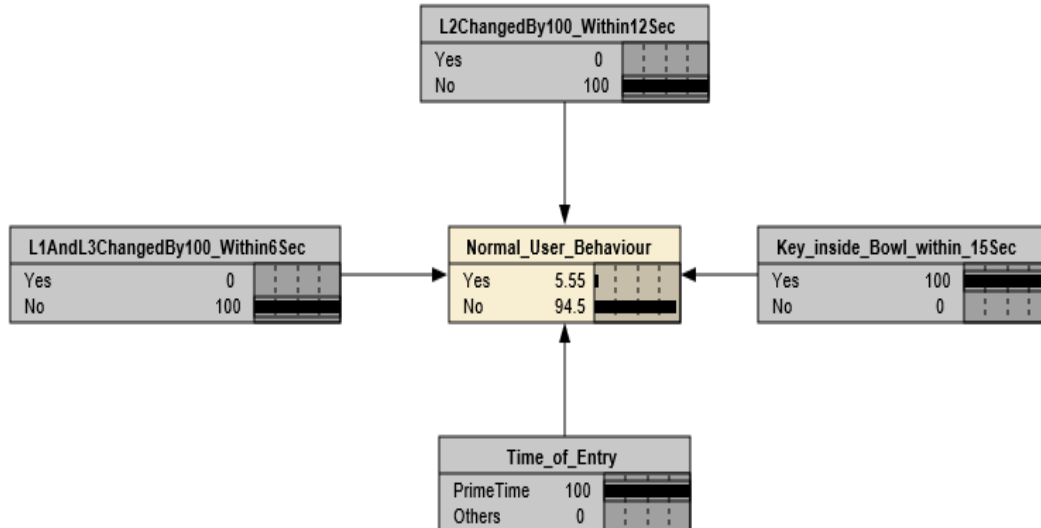 L2ChangedBy100_Within12Sec
Yes 0
No 100
L1AndL3ChangedBy100_Within6Sec
Yes 0
No 100
Normal_User_Behaviour
Yes 5.55
No 94.5
Key_inside_Bowl_within_15Sec
Yes 100
No 0
Time_of_Entry
PrimeTime 100
Others 0